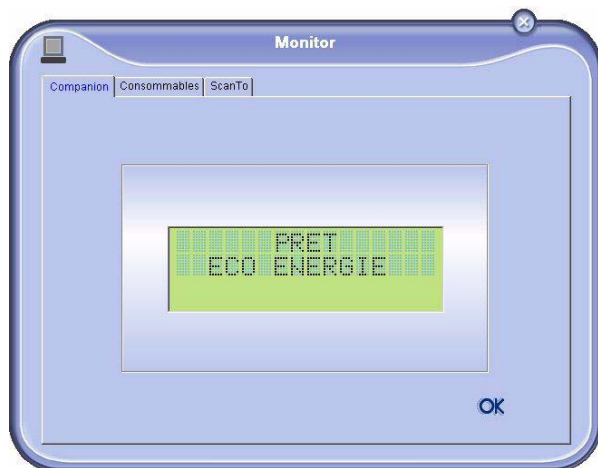 Monitor
Companion Consommables ScanTo
PRET
ECO ENERGIE
OK